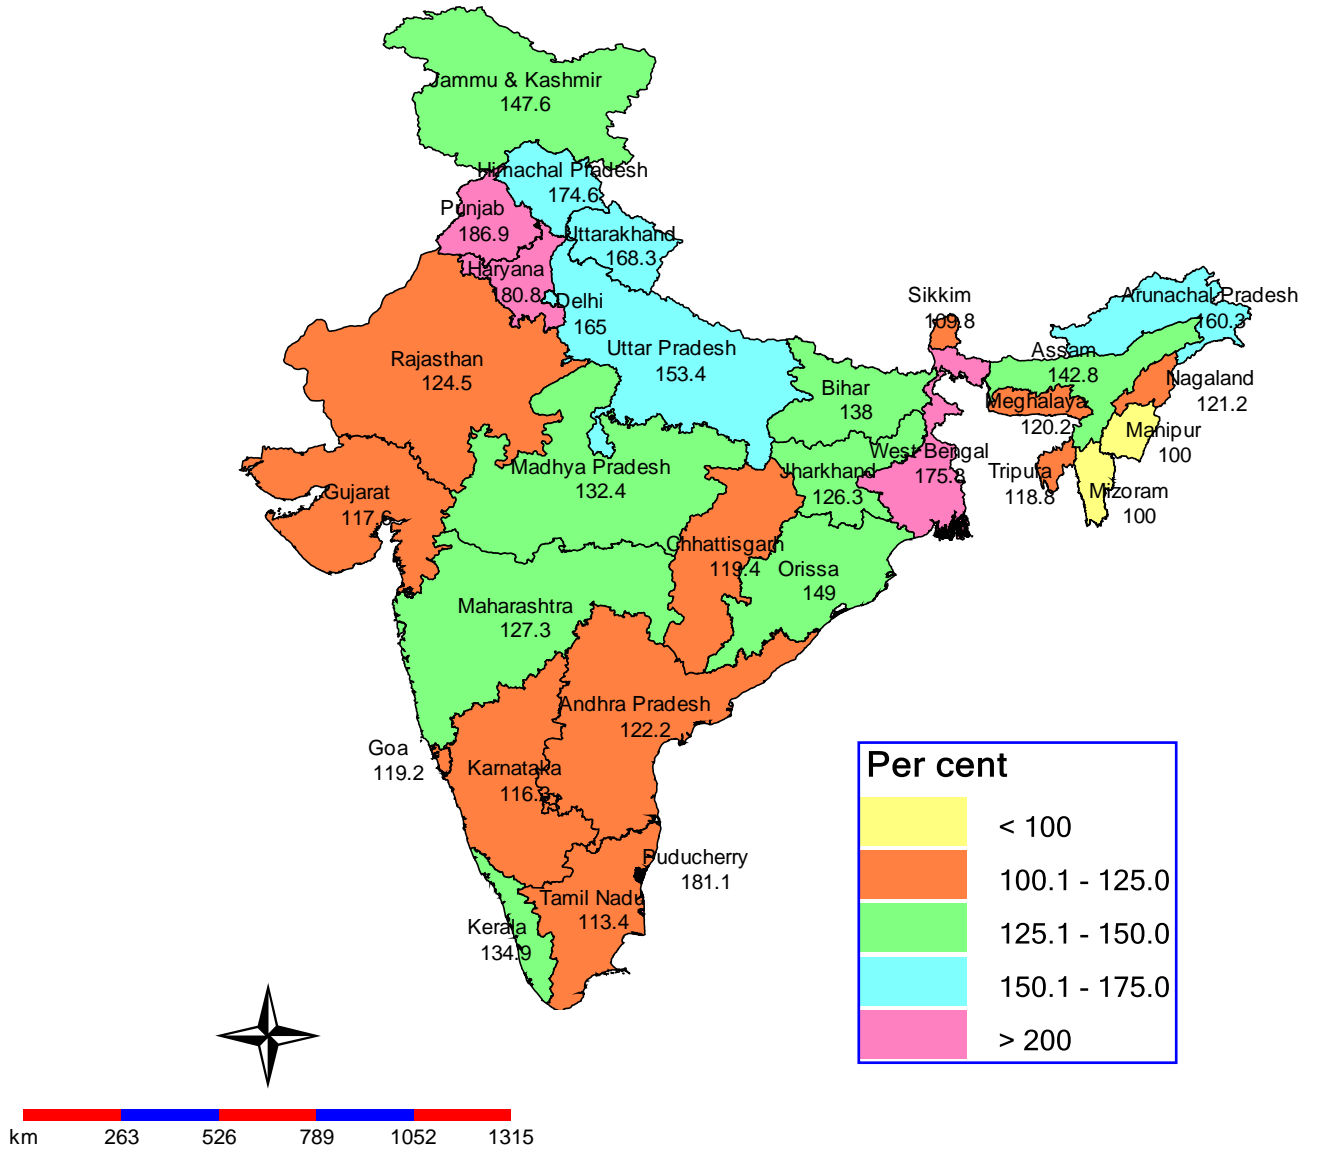 Jammu & Kashmir
147.6
Himachal Pradesh
174.6
Punjab
186.9
Uttarakhand
168.3
Haryana
180.8
Delhi
165
Sikkim
109.8
Arunachal Pradesh
160.3
Rajasthan
124.5
Uttar Pradesh
153.4
Assam
142.8
Bihar
138
Nagaland
121.2
Meghalaya
120.2
Manipur
100
West Bengal
175.8
Madhya Pradesh
132.4
Jharkhand
126.3
Tripura
118.8
Mizoram
100
Gujarat
117.6
Chhattisgarh
119.4
Orissa
149
Maharashtra
127.3
Andhra Pradesh
122.2
Goa
119.2
Karnataka
116.3
Puducherry
181.1
Tamil Nadu
113.4
Kerala
134.9
Per cent
< 100
100.1 - 125.0
125.1 - 150.0
150.1 - 175.0
> 200
km 263 526 789 1052 1315